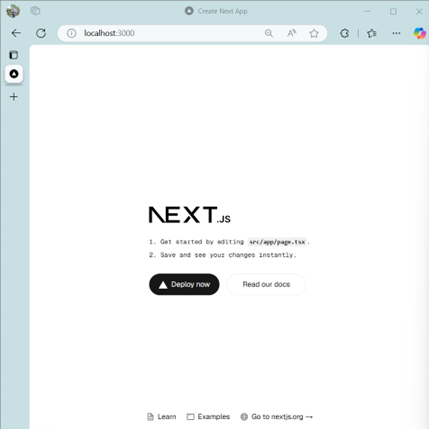 Create Next App
localhost:3000
NEXT.JS
1. Get started by editing src/app/page.tsx.
2. Save and see your changes instantly.
Deploy now
Read our docs
Learn
Examples
Go to nextjs.org →